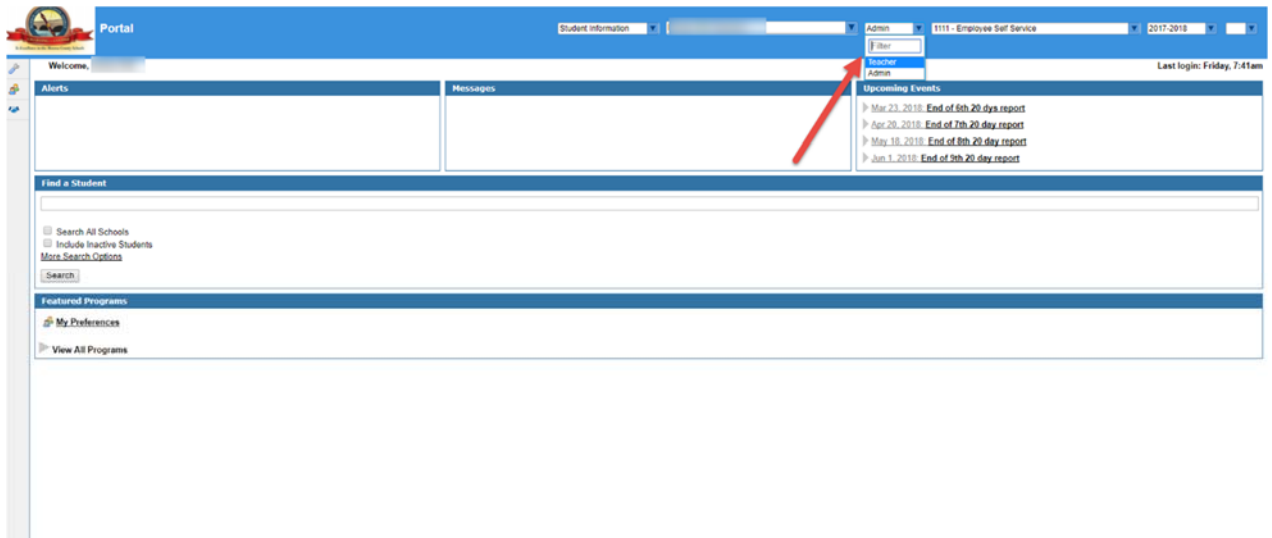 Portal
Student Information
Admin
1111 - Employee Self Service
2017-2018
Filter
Teacher
Admin
Welcome,
Last login: Friday, 7:41am
Alerts
Messages
Upcoming Events
Mar 23, 2018: End of 6th 20 dys report
Apr 20, 2018: End of 7th 20 day report
May 18, 2018: End of 8th 20 day report
Jun 1, 2018: End of 9th 20 day report
Find a Student
Search All Schools
Include Inactive Students
More Search Options
Search
Featured Programs
My Preferences
View All Programs